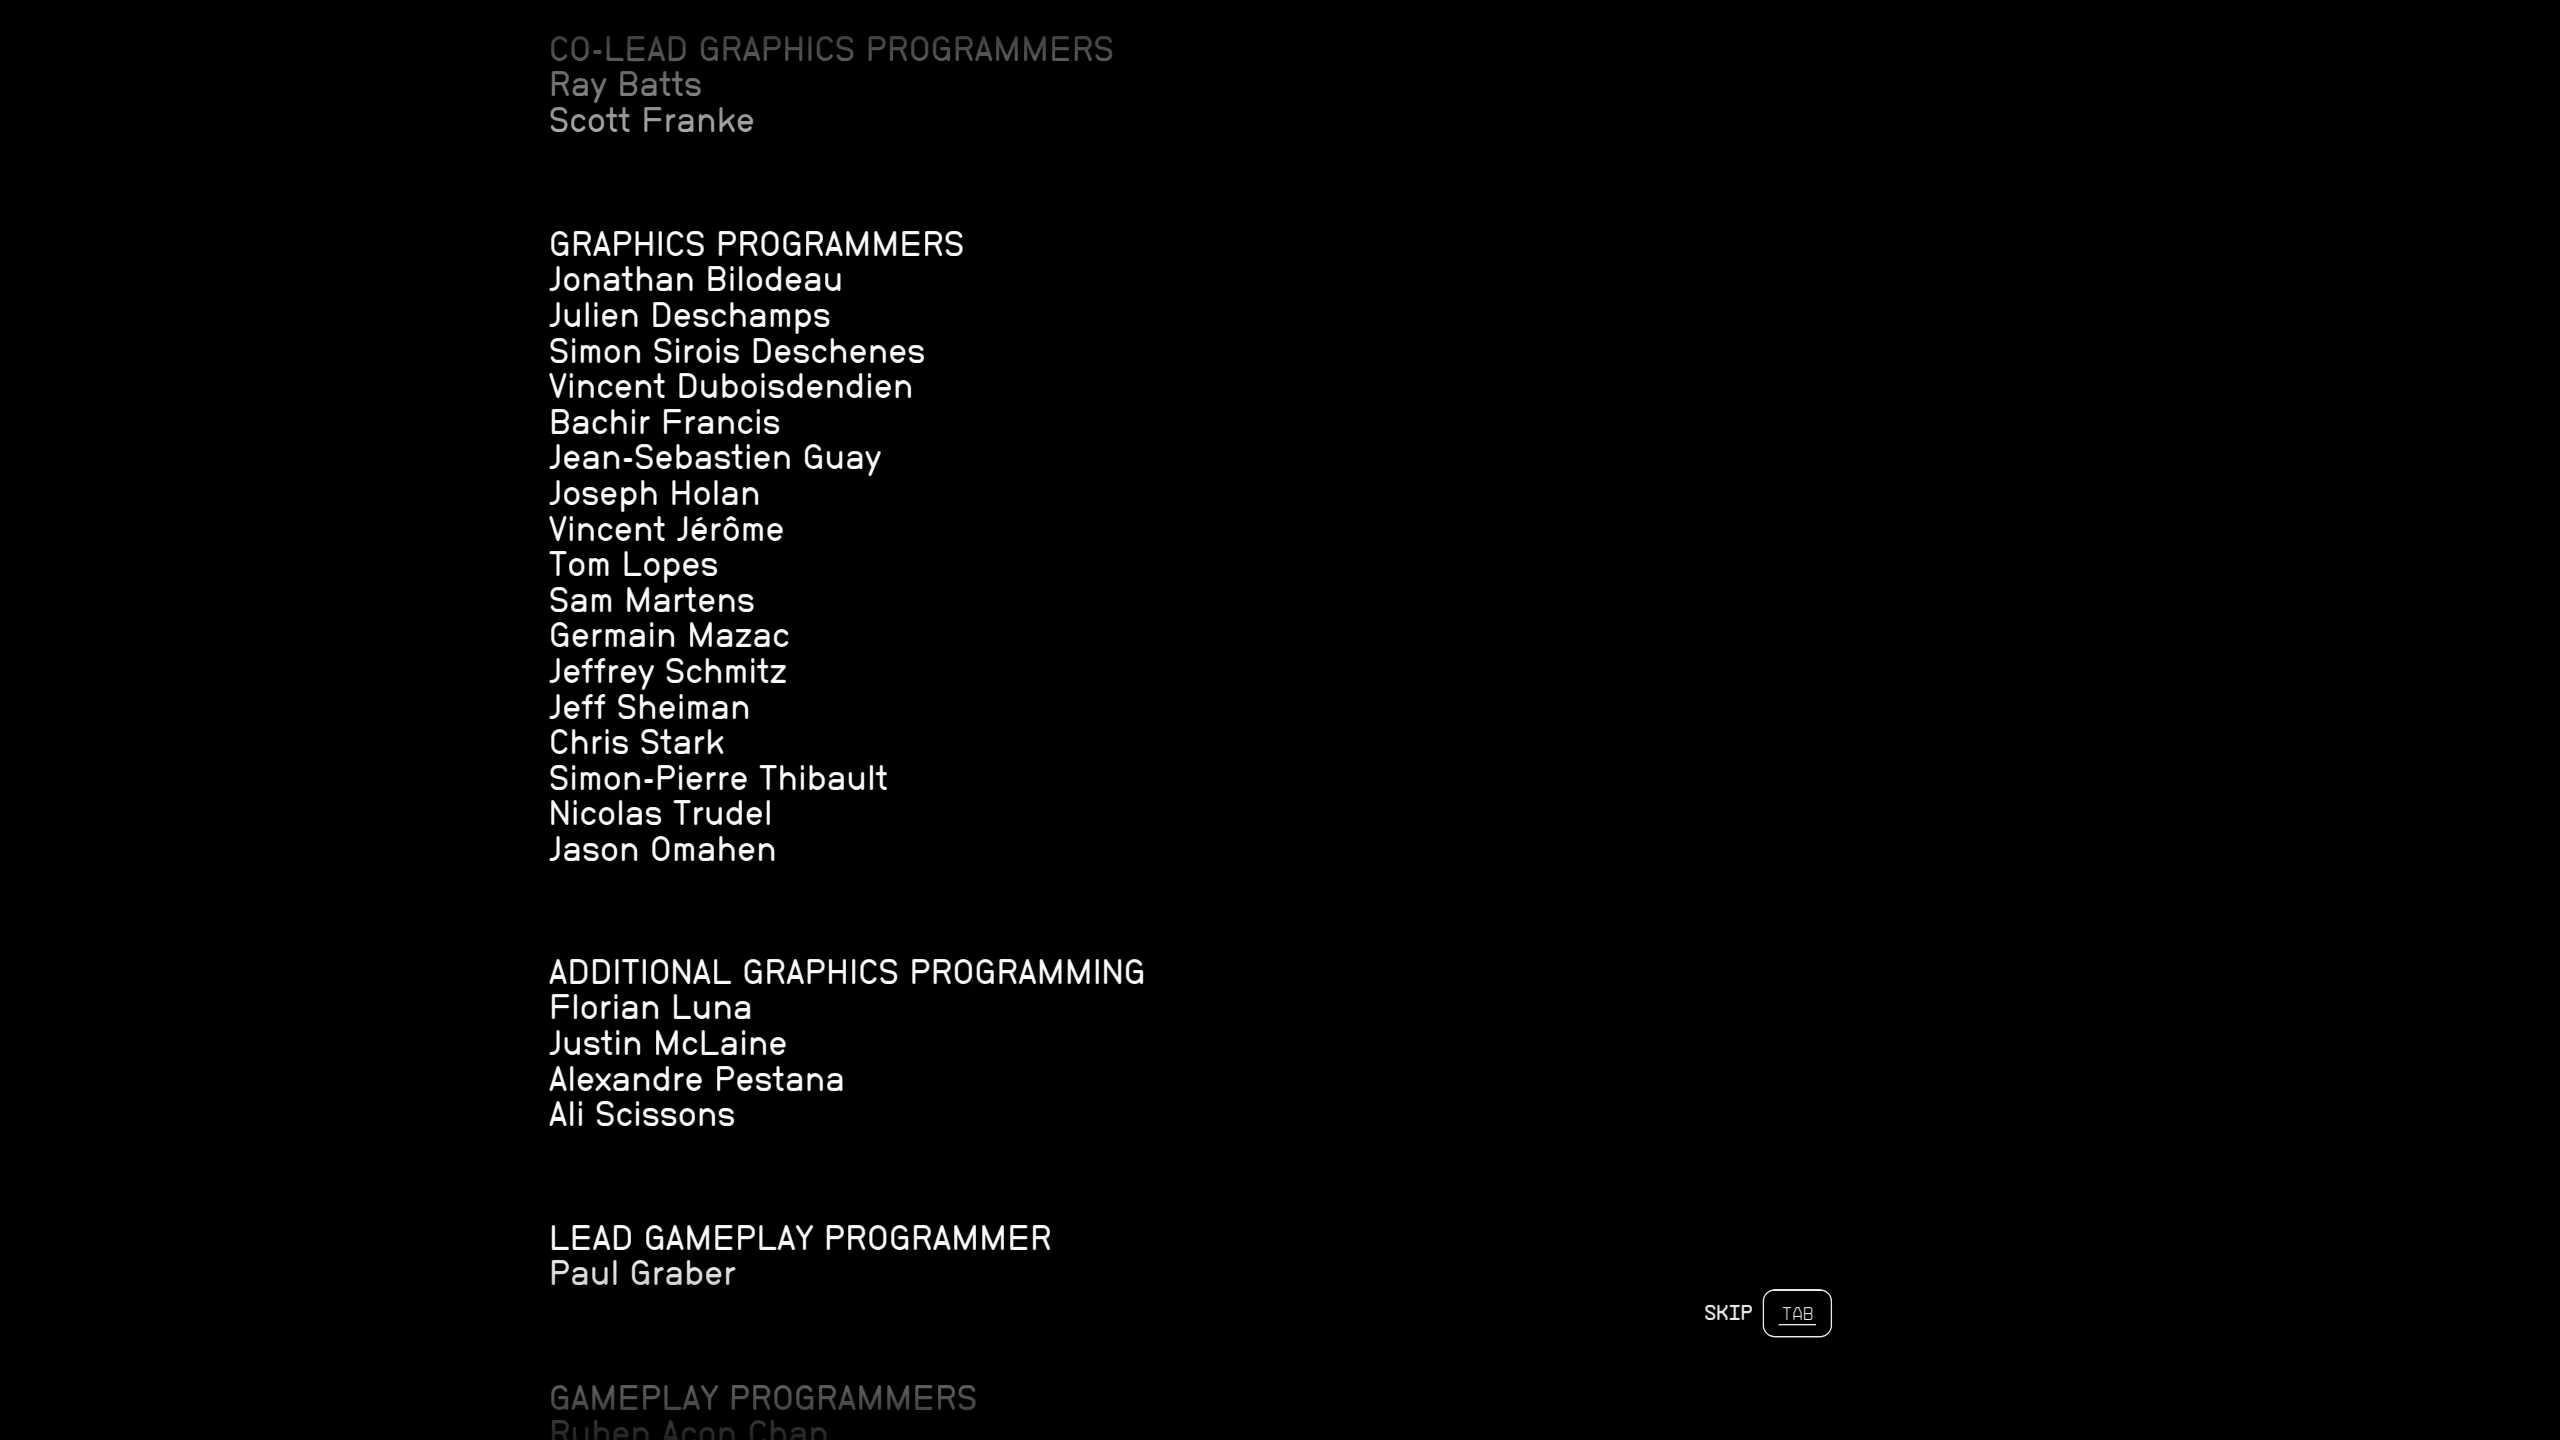 CO-LEAD GRAPHICS PROGRAMMERS
Ray Batts
Scott Franke
GRAPHICS PROGRAMMERS
Jonathan Bilodeau
Julien Deschamps
Simon Sirois Deschenes
Vincent Duboisdendien
Bachir Francis
Jean-Sebastien Guay
Joseph Holan
Vincent Jérôme
Tom Lopes
Sam Martens
Germain Mazac
Jeffrey Schmitz
Jeff Sheiman
Chris Stark
Simon-Pierre Thibault
Nicolas Trudel
Jason Omahen
ADDITIONAL GRAPHICS PROGRAMMING
Florian Luna
Justin McLaine
Alexandre Pestana
Ali Scissons
LEAD GAMEPLAY PROGRAMMER
Paul Graber
SKIP TAB
GAMEPLAY PROGRAMMERS
Ruben Acon Chan